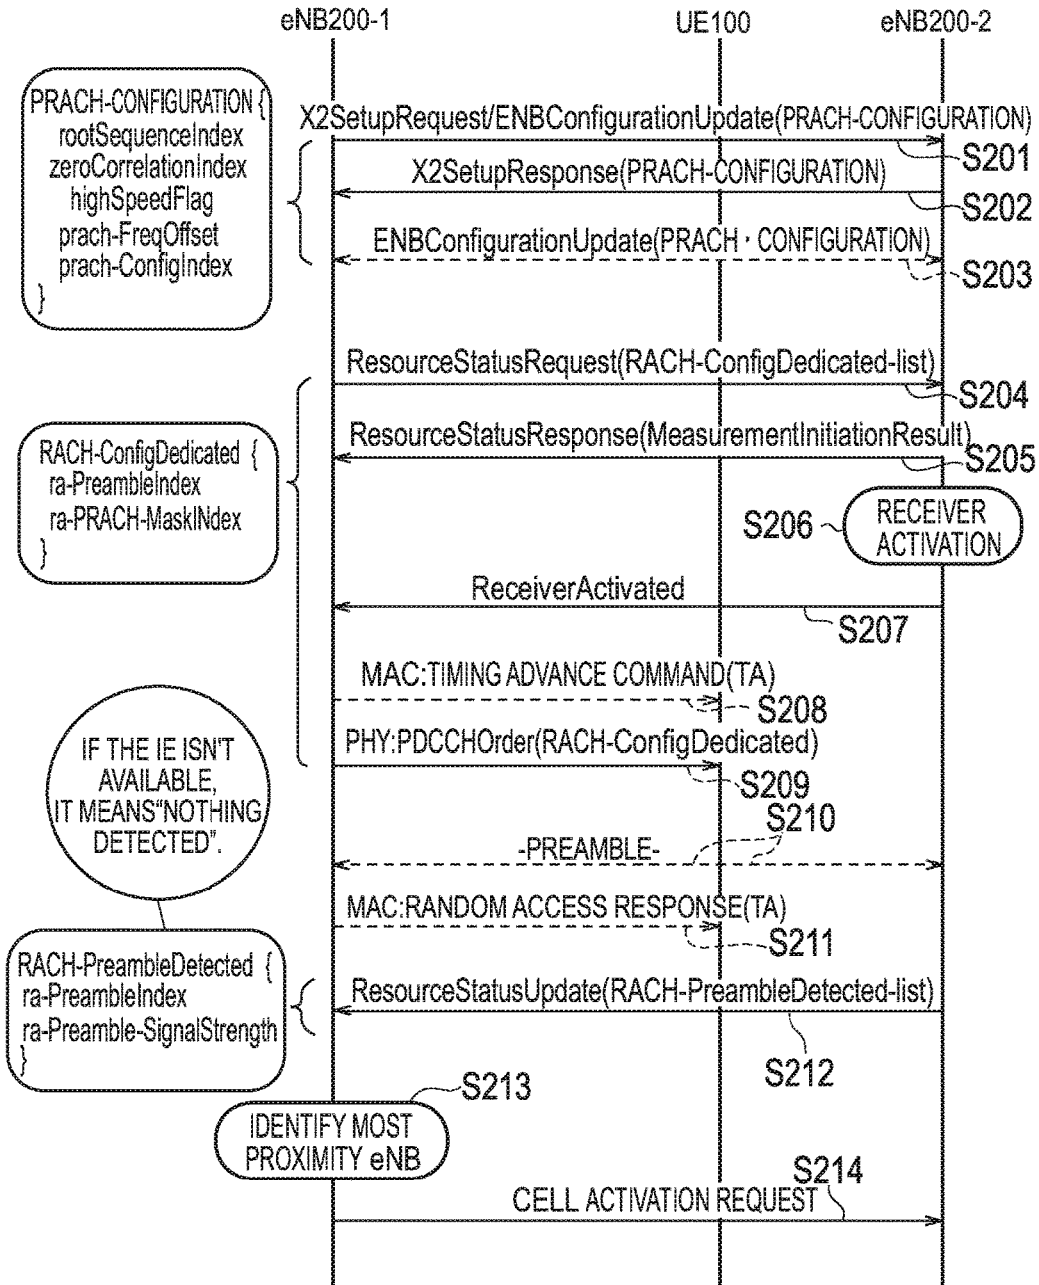 eNB200-1
UE100
eNB200-2
PRACH-CONFIGURATION {
rootSequenceIndex
zeroCorrelationIndex
highSpeedFlag
prach-FreqOffset
prach-ConfigIndex
}
X2SetupRequest/ENBConfigurationUpdate(PRACH-CONFIGURATION)
S201
X2SetupResponse(PRACH-CONFIGURATION)
S202
ENBConfigurationUpdate(PRACH · CONFIGURATION)
S203
ResourceStatusRequest(RACH-ConfigDedicated-list)
S204
RACH-ConfigDedicated {
ra-PreambleIndex
ra-PRACH-MaskINdex
}
ResourceStatusResponse(MeasurementInitiationResult)
S205
S206
RECEIVER
ACTIVATION
ReceiverActivated
S207
MAC:TIMING ADVANCE COMMAND(TA)
S208
PHY:PDCCHOrder(RACH-ConfigDedicated)
S209
IF THE IE ISN'T
AVAILABLE,
IT MEANS“NOTHING
DETECTED”.
S210
-PREAMBLE-
MAC:RANDOM ACCESS RESPONSE(TA)
S211
RACH-PreambleDetected {
ra-PreambleIndex
ra-Preamble-SignalStrength
}
ResourceStatusUpdate(RACH-PreambleDetected-list)
S212
S213
IDENTIFY MOST
PROXIMITY eNB
S214
CELL ACTIVATION REQUEST